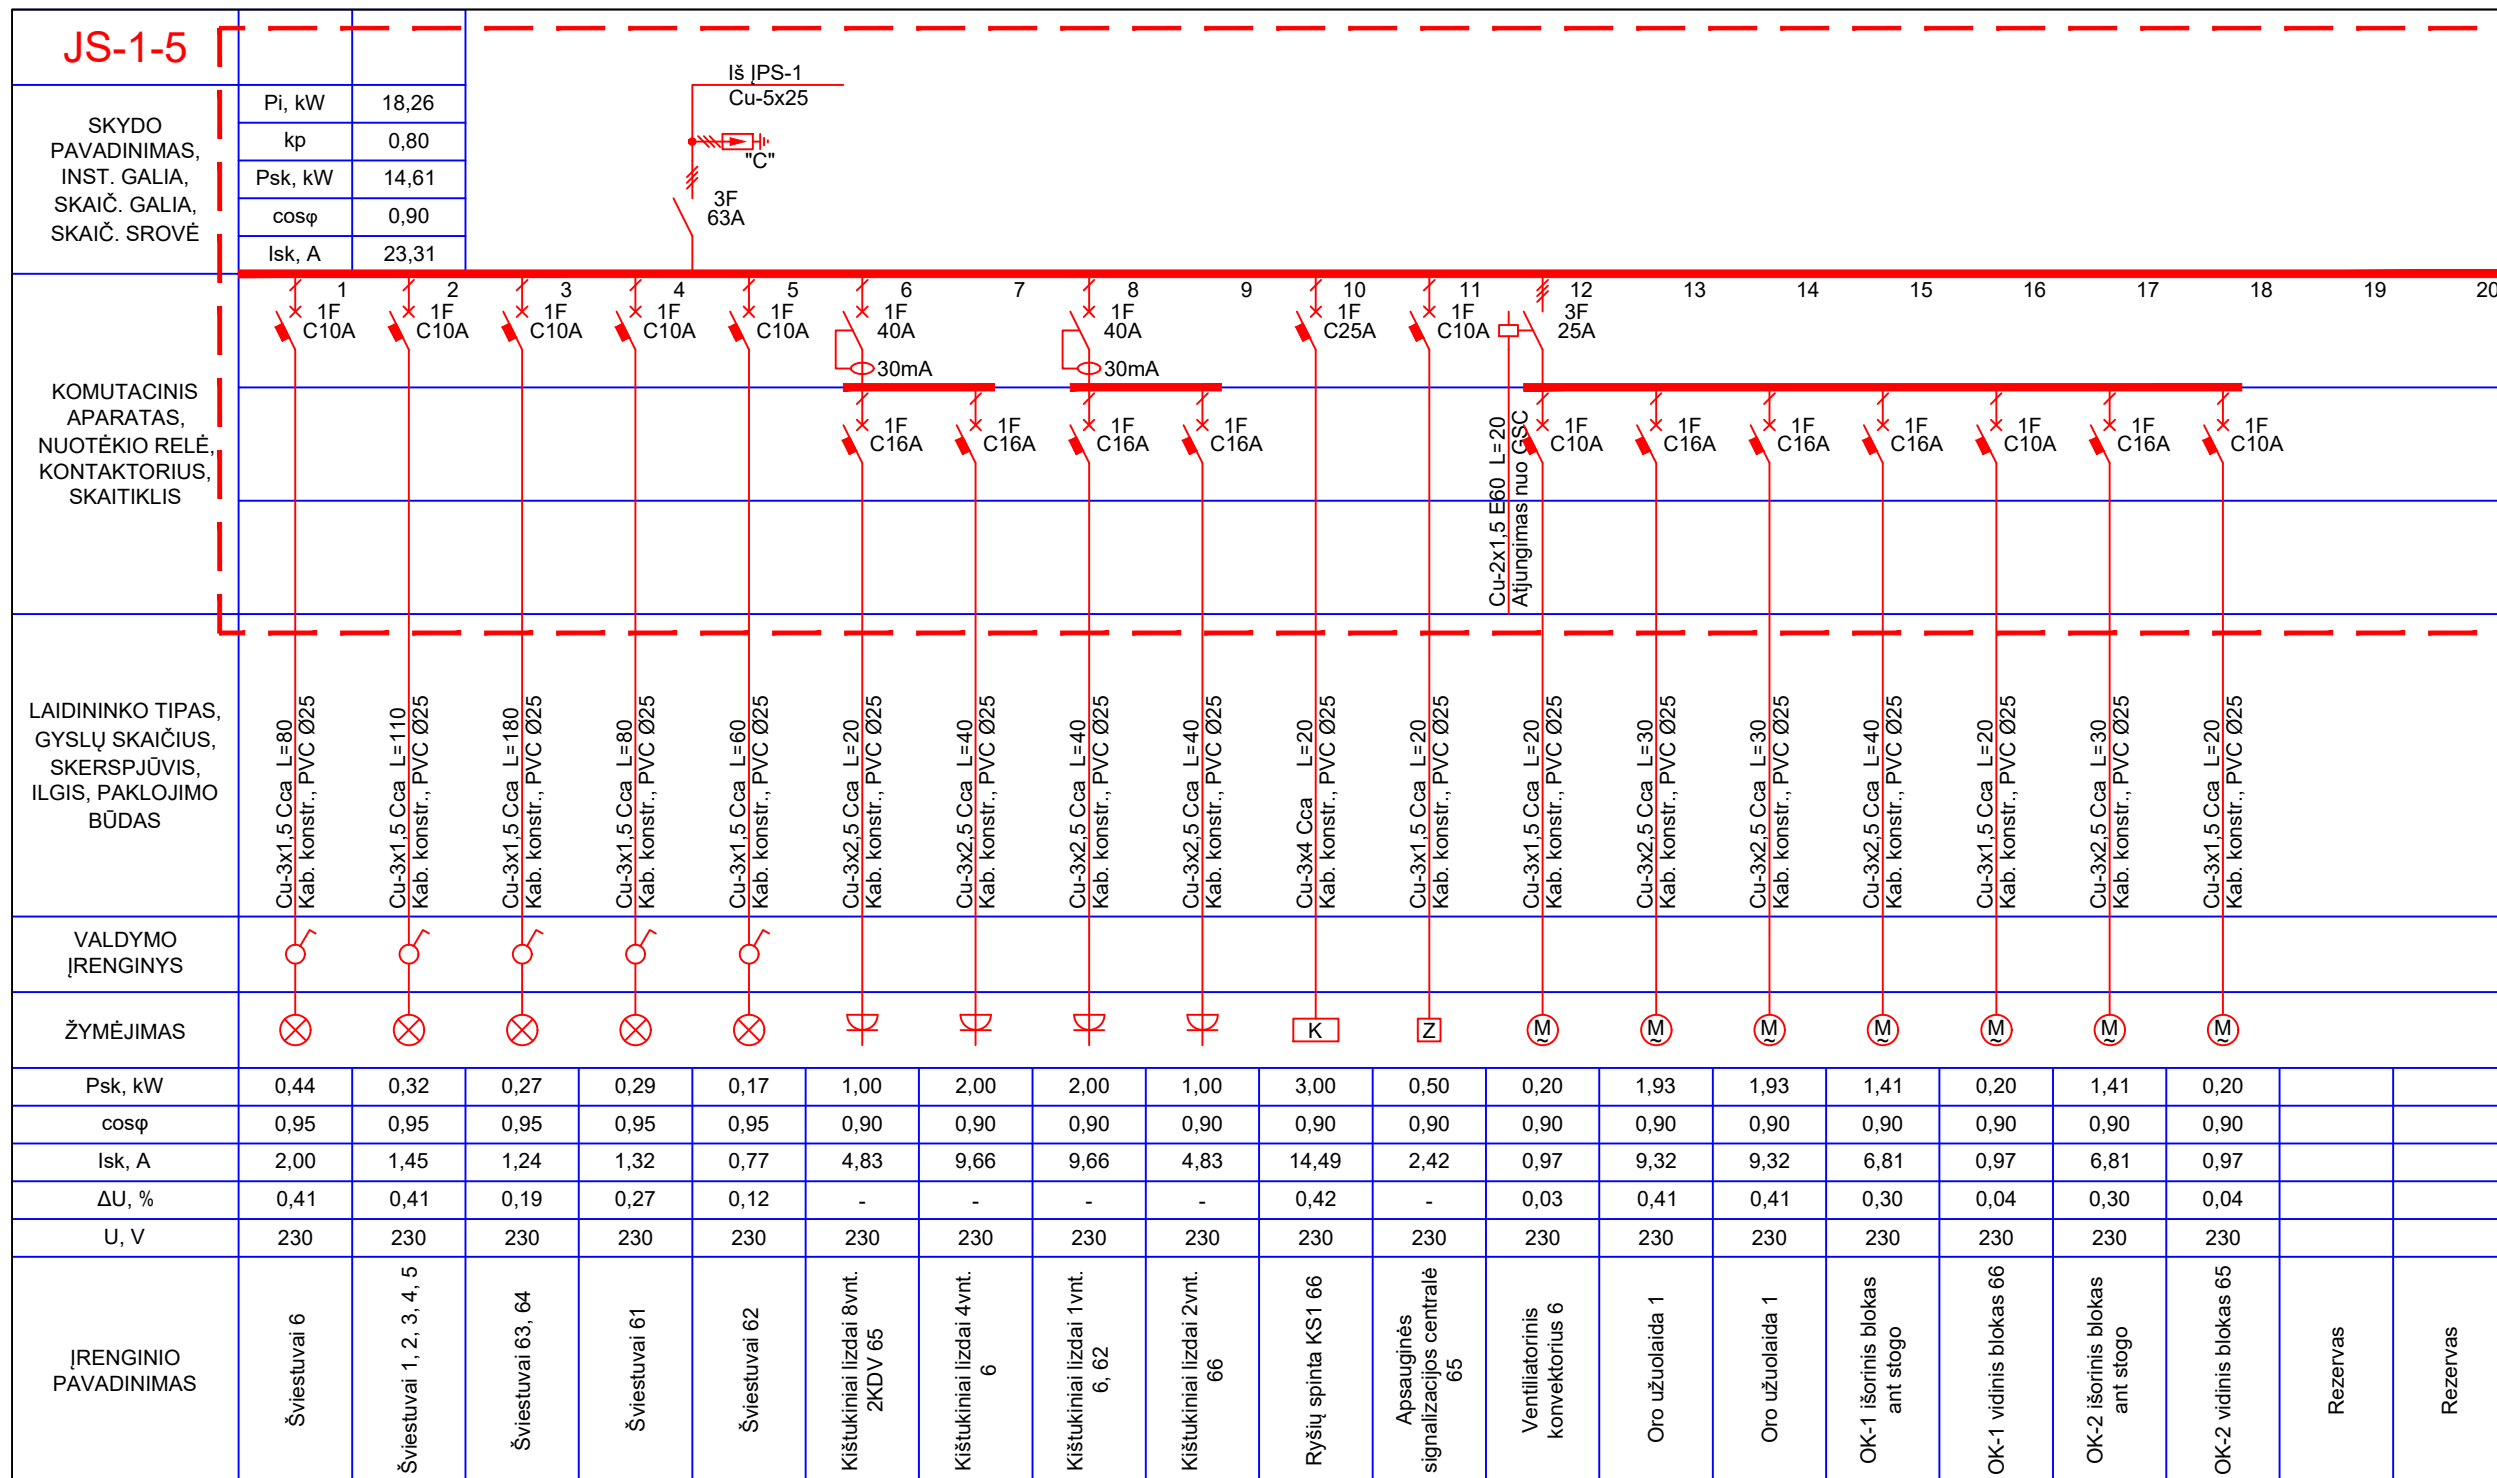 JS-1-5
Iš ĮPS-1
Cu-5x25
"C"
3F
63A
SKYDO
PAVADINIMAS,
INST. GALIA,
SKAIČ. GALIA,
SKAIČ. SROVĖ
Pi, kW 18,26
kp 0,80
Psk, kW 14,61
cosφ 0,90
Isk, A 23,31
1 2 3 4 5 6 7 8 9 10 11 12 13 14 15 16 17 18 19 20
1F 1F 1F 1F 1F 1F 1F 1F 1F 3F
C10A C10A C10A C10A C10A 40A 40A C25A C10A 25A
30mA 30mA
KOMUTACINIS
APARATAS,
NUOTĖKIO RELĖ,
KONTAKTORIUS,
SKAITIKLIS
1F 1F 1F 1F 1F 1F 1F 1F 1F 1F 1F
C16A C16A C16A C16A C10A C16A C16A C16A C10A C16A C10A
Cu-2x1,5 E60 L=20
Atjungimas nuo GSC
LAIDININKO TIPAS,
GYSLŲ SKAIČIUS,
SKERSPJŪVIS,
ILGIS, PAKLOJIMO
BŪDAS
Cu-3x1,5 Cca L=80
Kab. konstr., PVC Ø25
Cu-3x1,5 Cca L=110
Kab. konstr., PVC Ø25
Cu-3x1,5 Cca L=180
Kab. konstr., PVC Ø25
Cu-3x1,5 Cca L=80
Kab. konstr., PVC Ø25
Cu-3x1,5 Cca L=60
Kab. konstr., PVC Ø25
Cu-3x2,5 Cca L=20
Kab. konstr., PVC Ø25
Cu-3x2,5 Cca L=40
Kab. konstr., PVC Ø25
Cu-3x2,5 Cca L=40
Kab. konstr., PVC Ø25
Cu-3x2,5 Cca L=40
Kab. konstr., PVC Ø25
Cu-3x4 Cca L=20
Kab. konstr., PVC Ø25
Cu-3x1,5 Cca L=20
Kab. konstr., PVC Ø25
Cu-3x1,5 Cca L=20
Kab. konstr., PVC Ø25
Cu-3x2,5 Cca L=30
Kab. konstr., PVC Ø25
Cu-3x2,5 Cca L=30
Kab. konstr., PVC Ø25
Cu-3x2,5 Cca L=40
Kab. konstr., PVC Ø25
Cu-3x1,5 Cca L=20
Kab. konstr., PVC Ø25
Cu-3x2,5 Cca L=30
Kab. konstr., PVC Ø25
Cu-3x1,5 Cca L=20
Kab. konstr., PVC Ø25
VALDYMO
ĮRENGINYS
ŽYMĖJIMAS K Z M~ M~ M~ M~ M~ M~ M~
Psk, kW 0,44 0,32 0,27 0,29 0,17 1,00 2,00 2,00 1,00 3,00 0,50 0,20 1,93 1,93 1,41 0,20 1,41 0,20
cosφ 0,95 0,95 0,95 0,95 0,95 0,90 0,90 0,90 0,90 0,90 0,90 0,90 0,90 0,90 0,90 0,90 0,90 0,90
Isk, A 2,00 1,45 1,24 1,32 0,77 4,83 9,66 9,66 4,83 14,49 2,42 0,97 9,32 9,32 6,81 0,97 6,81 0,97
ΔU, % 0,41 0,41 0,19 0,27 0,12 - - - - 0,42 - 0,03 0,41 0,41 0,30 0,04 0,30 0,04
U, V 230 230 230 230 230 230 230 230 230 230 230 230 230 230 230 230 230 230
ĮRENGINIO
PAVADINIMAS
Šviestuvai 6
Šviestuvai 1, 2, 3, 4, 5
Šviestuvai 63, 64
Šviestuvai 61
Šviestuvai 62
Kištukiniai lizdai 8vnt.
2KDV 65
Kištukiniai lizdai 4vnt.
6
Kištukiniai lizdai 1vnt.
6, 62
Kištukiniai lizdai 2vnt.
66
Ryšių spinta KS1 66
Apsauginės
signalizacijos centralė
65
Ventiliatorinis
konvektorius 6
Oro užuolaida 1
Oro užuolaida 1
OK-1 išorinis blokas
ant stogo
OK-1 vidinis blokas 66
OK-2 išorinis blokas
ant stogo
OK-2 vidinis blokas 65
Rezervas
Rezervas